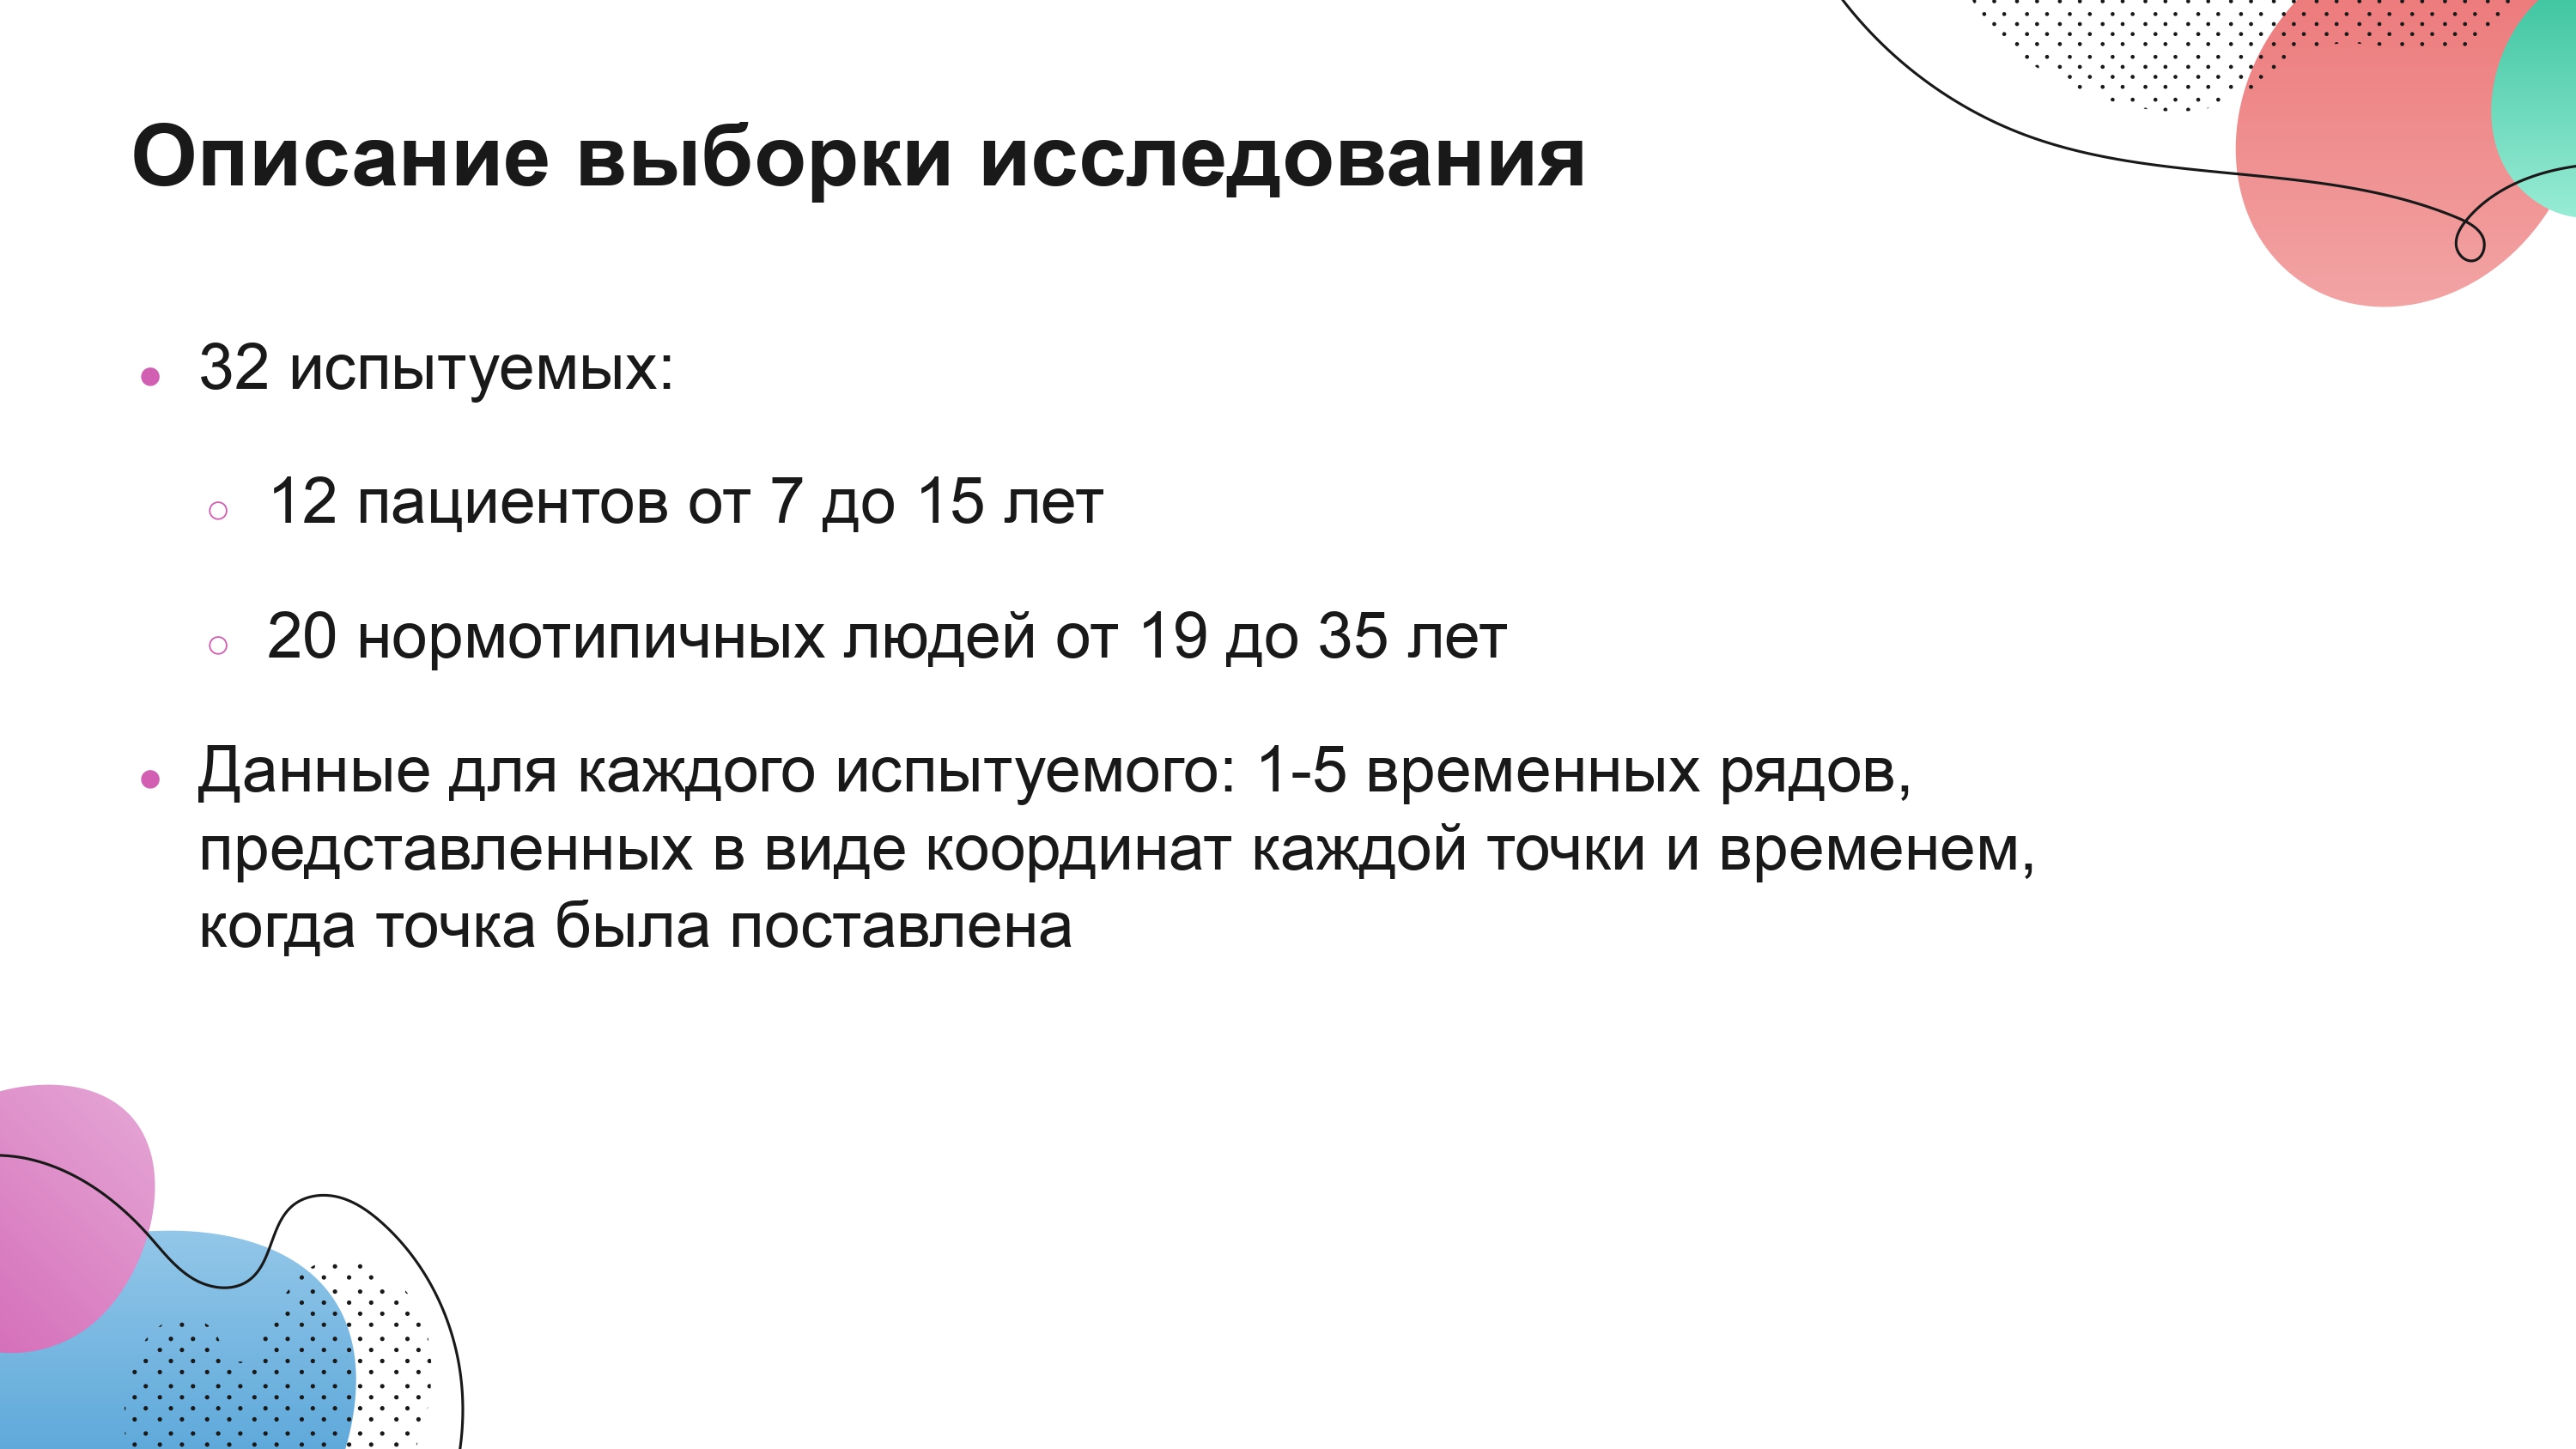 Описание выборки исследования
32 испытуемых:
12 пациентов от 7 до 15 лет
20 нормотипичных людей от 19 до 35 лет
Данные для каждого испытуемого: 1-5 временных рядов,
представленных в виде координат каждой точки и временем,
когда точка была поставлена